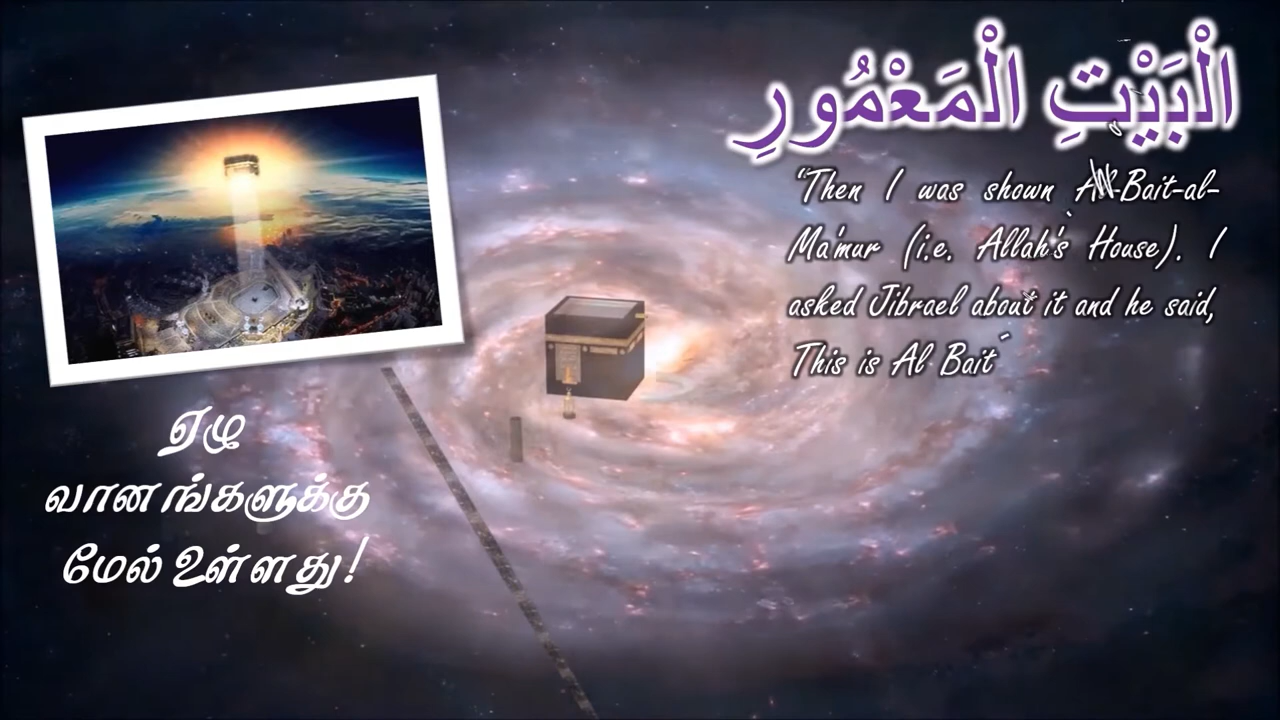 الْبَيْتِ الْمَعْمُورِ
‘Then I was shown Al-Bait-al-
Ma'mur (i.e. Allah's House). I
asked Jibrael about it and he said,
This is Al Bait
ஏழு
வானங்களுக்கு
மேல் உள்ளது!